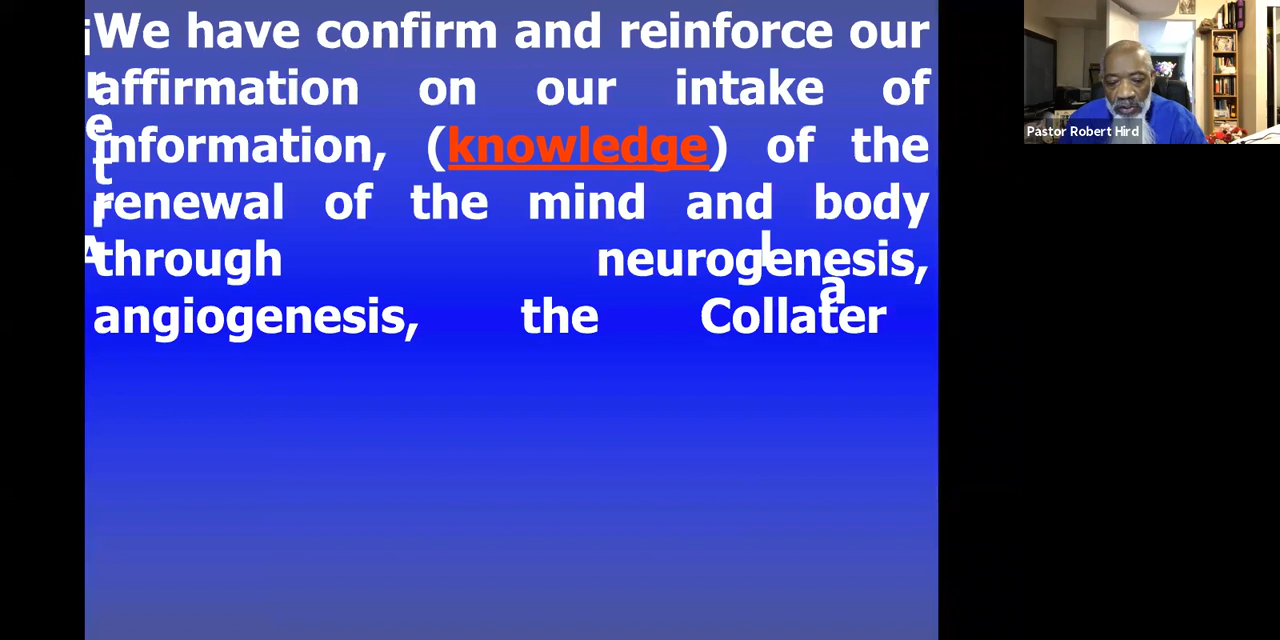 We have confirm and reinforce our
affirmation on our intake of
information, (knowledge) of the
renewal of the mind and body
through neurogenesis,
angiogenesis, the Collater
a
l
A
r
t
e
r
i
Pastor Robert Hird